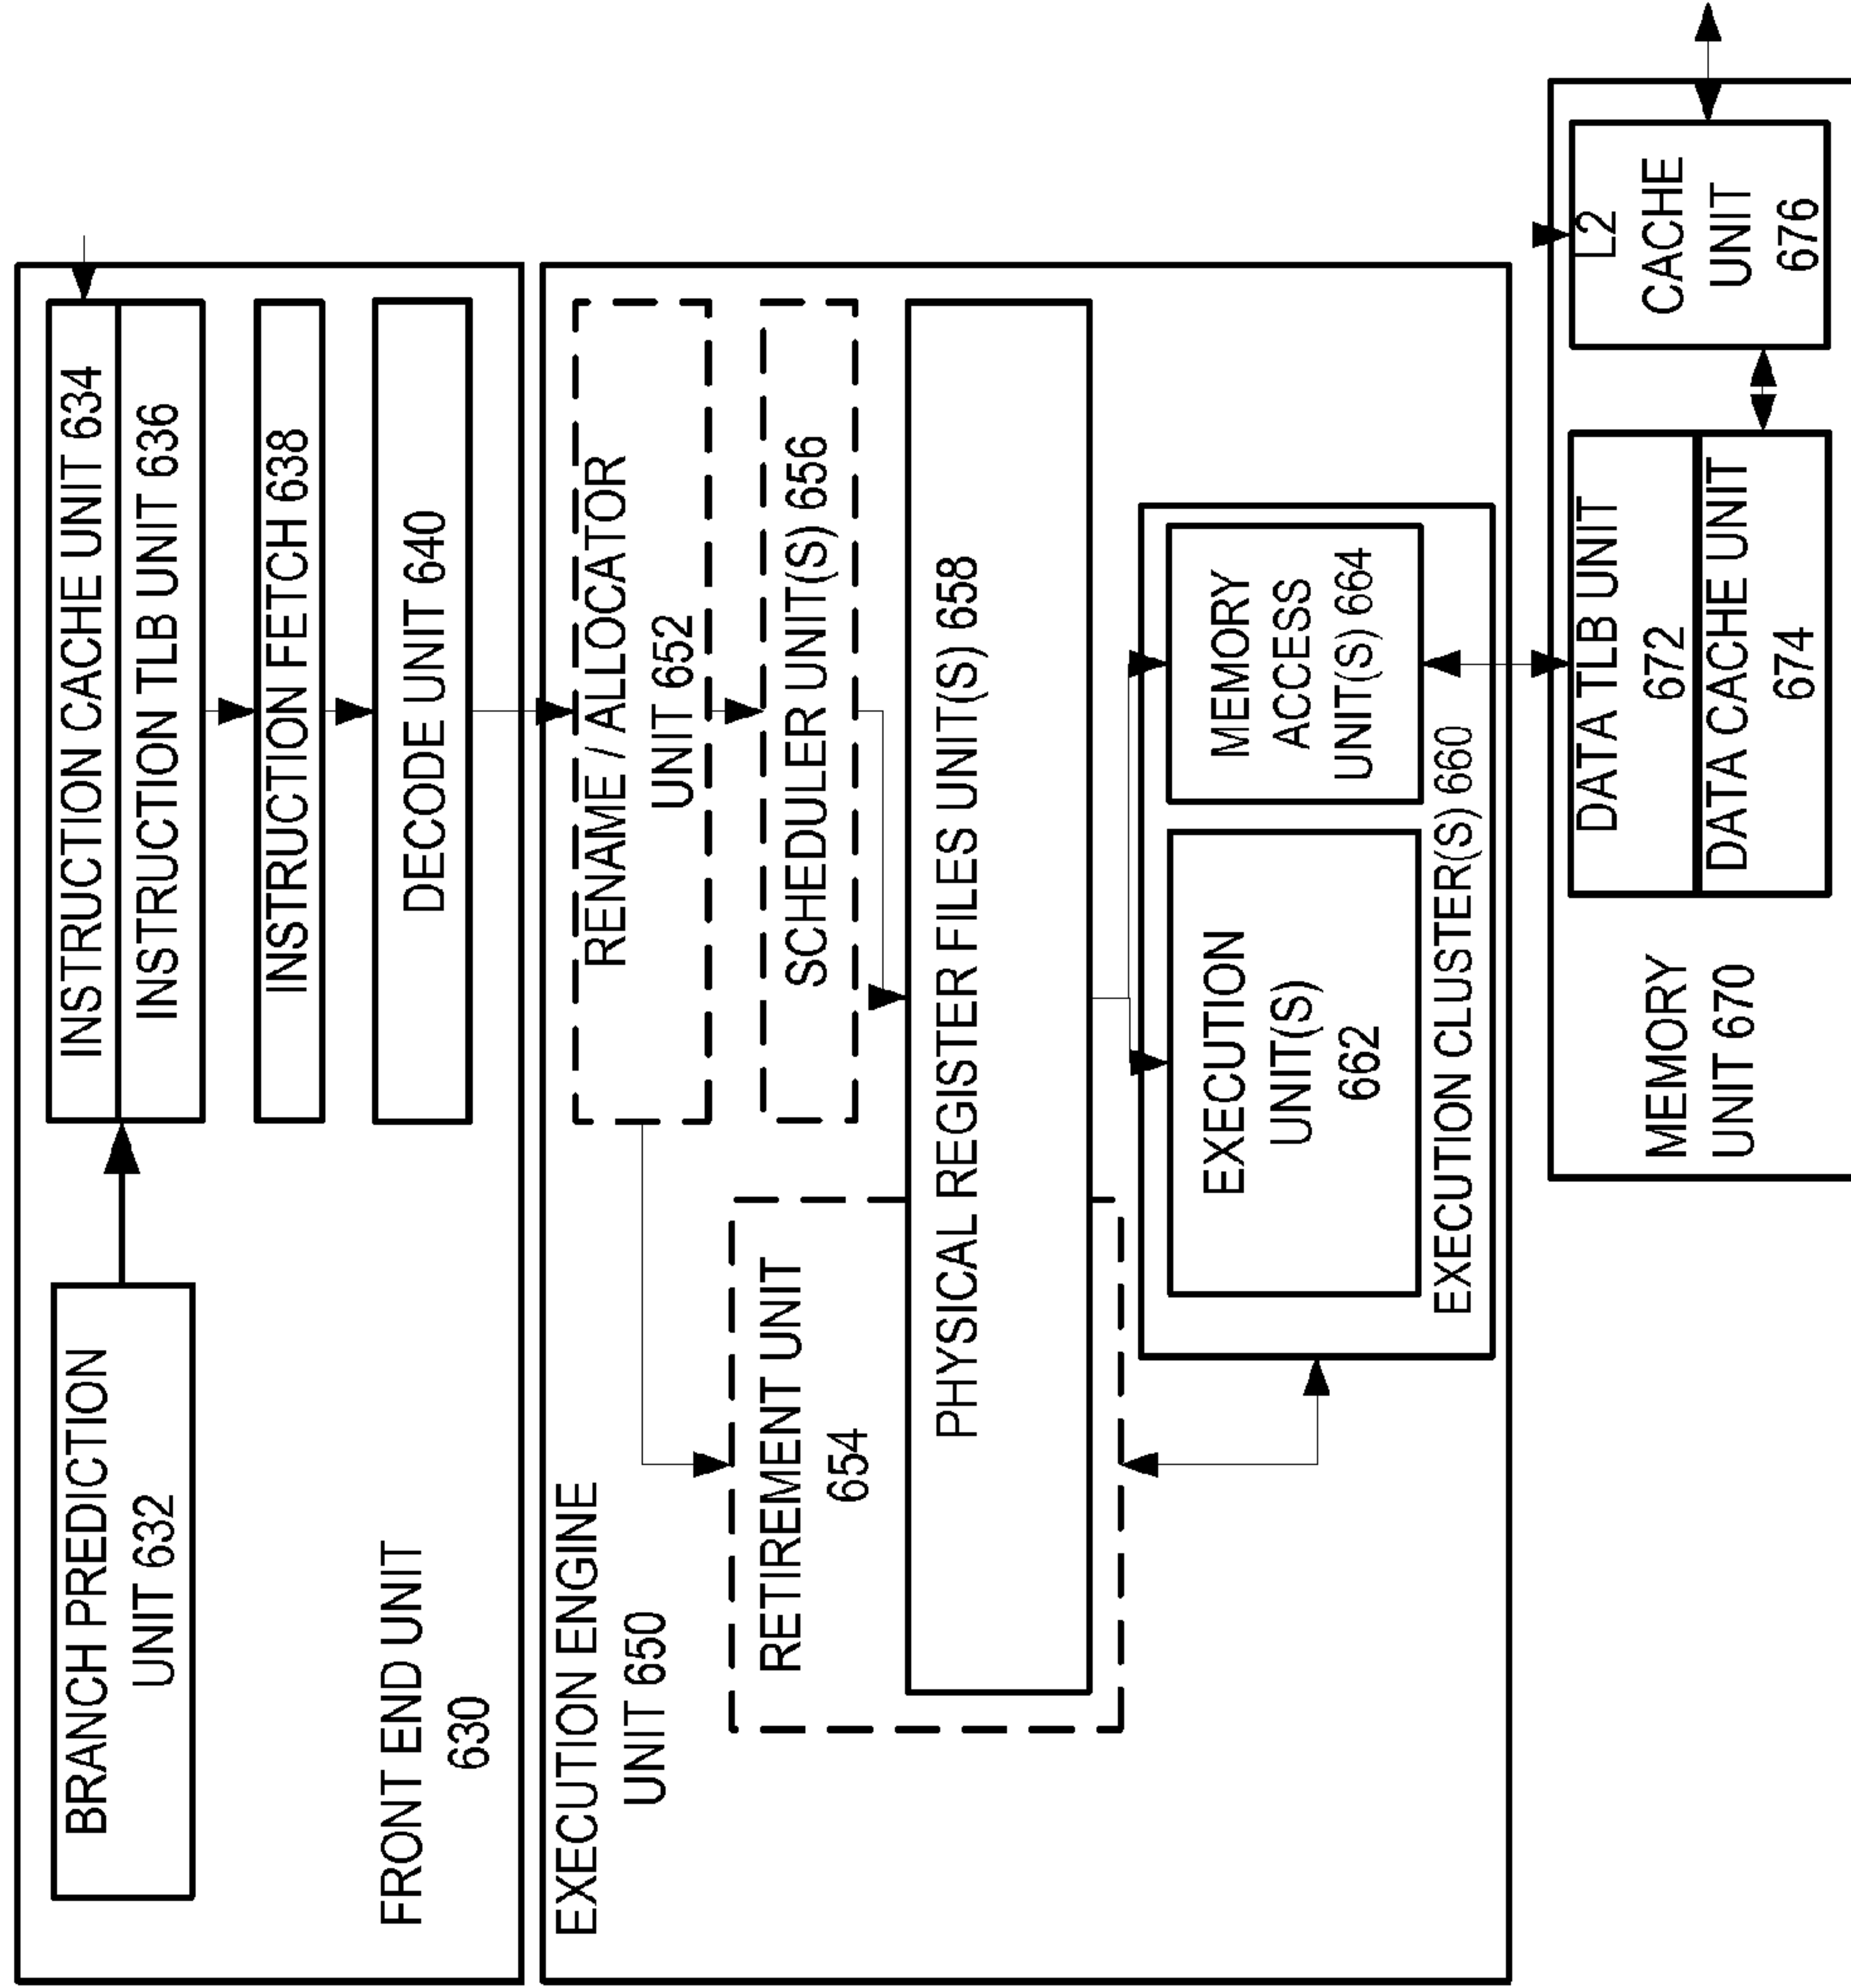 BRANCH PREDICTION
UNIT 632
INSTRUCTION CACHE UNIT 634
INSTRUCTION TLB UNIT 636
INSTRUCTION FETCH 638
DECODE UNIT 640
FRONT END UNIT
630
EXECUTION ENGINE
UNIT 650
RENAME / ALLOCATOR
UNIT 652
RETIREMENT UNIT
654
SCHEDULER UNIT(S) 656
PHYSICAL REGISTER FILES UNIT(S) 658
EXECUTION
UNIT(S)
662
MEMORY
ACCESS
UNIT(S) 664
EXECUTION CLUSTER(S) 660
MEMORY
UNIT 670
DATA TLB UNIT
672
DATA CACHE UNIT
674
L2
CACHE
UNIT
676